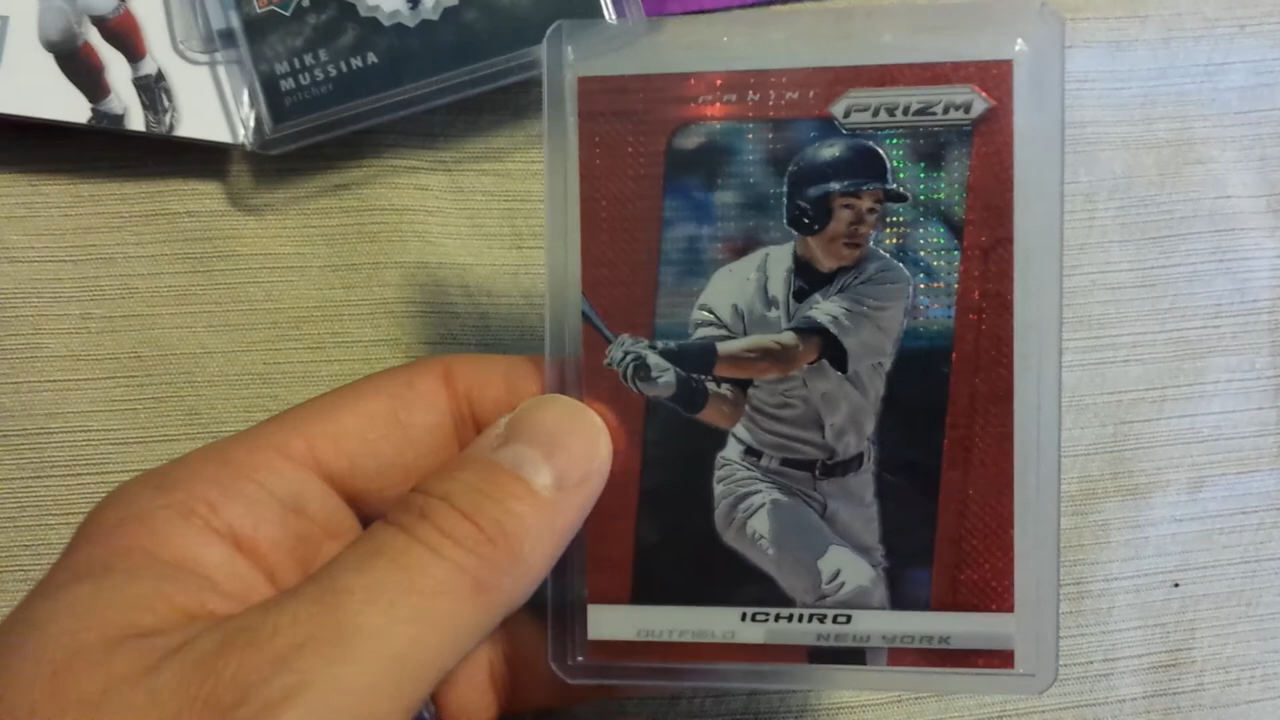 MIKE
MUSSINA
pitcher
PANINI
PRIZM
ICHIRO
OUTFIELD NEW YORK